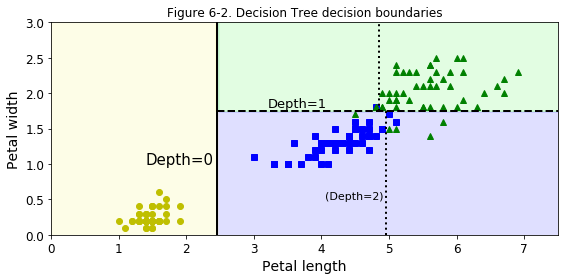 Figure 6-2. Decision Tree decision boundaries
3.0
2.5
2.0
1.5
1.0
0.5
0.0
Petal width
Depth=1
Depth=0
(Depth=2)
0
1
2
3
4
5
6
7
Petal length